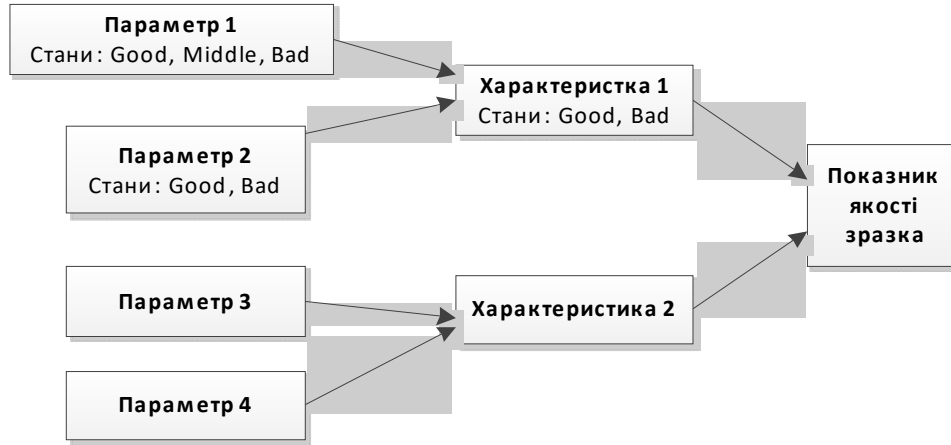 Параметр 1
Стани: Good, Middle, Bad
Характеристка 1
Стани: Good, Bad
Параметр 2
Стани: Good, Bad
Показник
якості
зразка
Параметр 3
Характеристика 2
Параметр 4